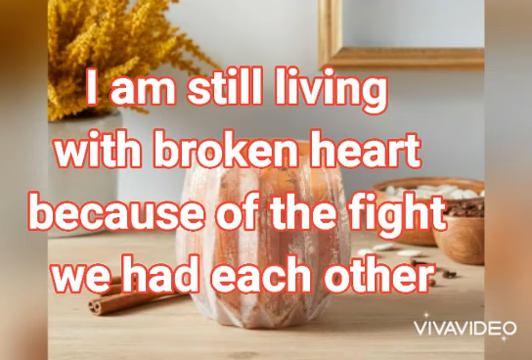 I am still living
with broken heart
because of the fight
we had each other
VIVAVIDEO